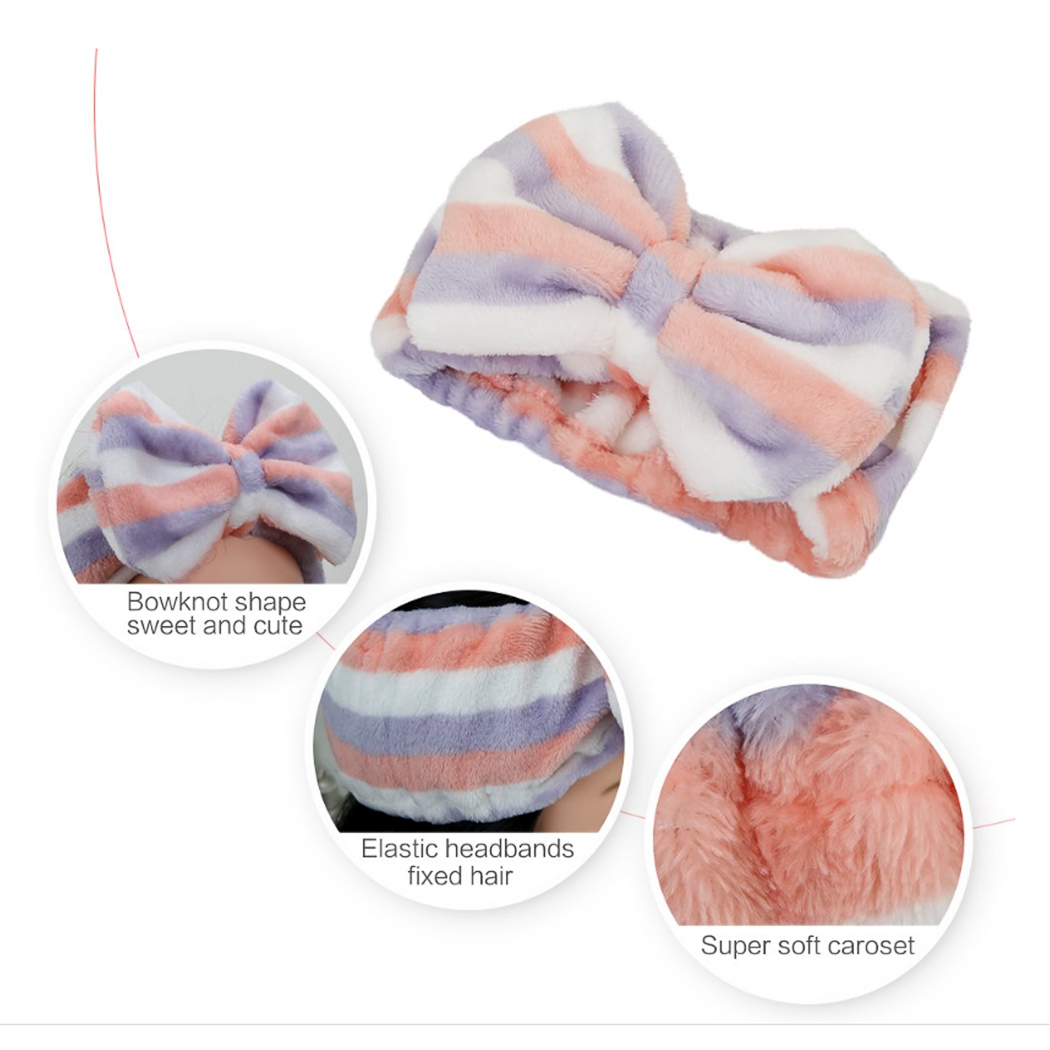 Bowknot shape
sweet and cute
Elastic headbands
fixed hair
Super soft caroset